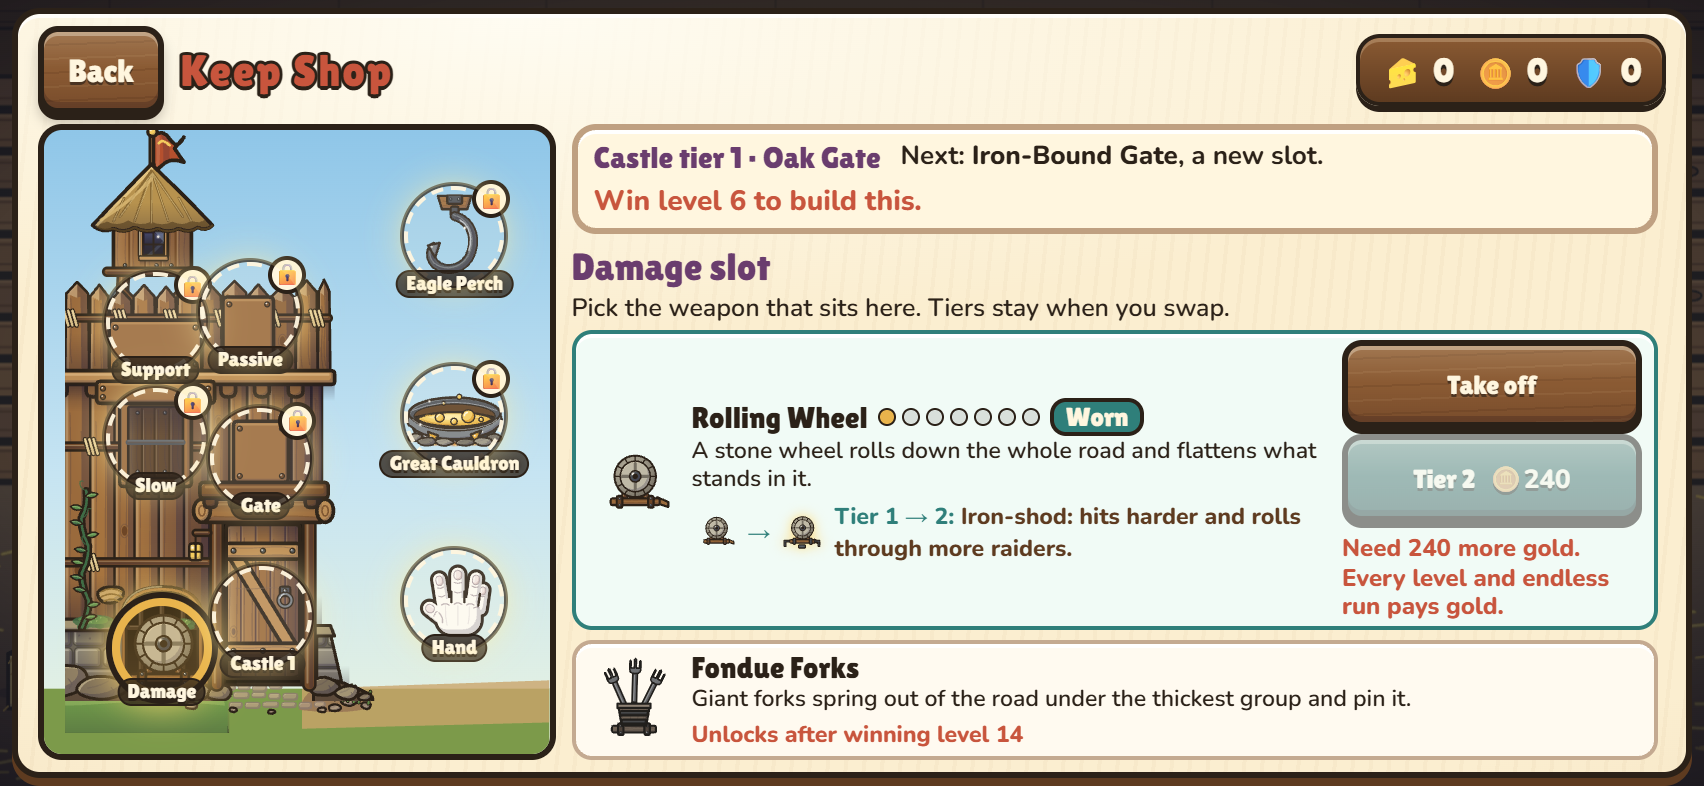 Back
Keep Shop
0 0 0
Castle tier 1 · Oak Gate Next: Iron-Bound Gate, a new slot.
Win level 6 to build this.
Damage slot
Pick the weapon that sits here. Tiers stay when you swap.
Eagle Perch
Support
Passive
Great Cauldron
Slow
Gate
Hand
Castle 1
Damage
Rolling Wheel Worn
A stone wheel rolls down the whole road and flattens what
stands in it.
Tier 1 → 2: Iron-shod: hits harder and rolls
through more raiders.
Take off
Tier 2 240
Need 240 more gold.
Every level and endless
run pays gold.
Fondue Forks
Giant forks spring out of the road under the thickest group and pin it.
Unlocks after winning level 14